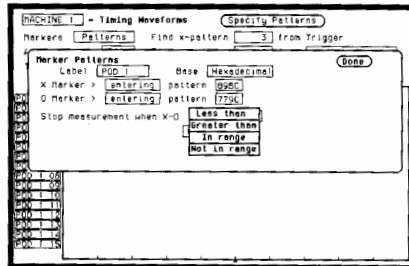 MACHINE 1 - Timing Waveforms Specify Patterns
Markers Patterns Find x-pattern 3 from Trigger
Marker Patterns Done
Label POD 1 Base Hexadecimal
X Marker > entering pattern 098C
O Marker > entering pattern 779C
Stop measurement when X-O
Less than
Greater than
In range
Not in range